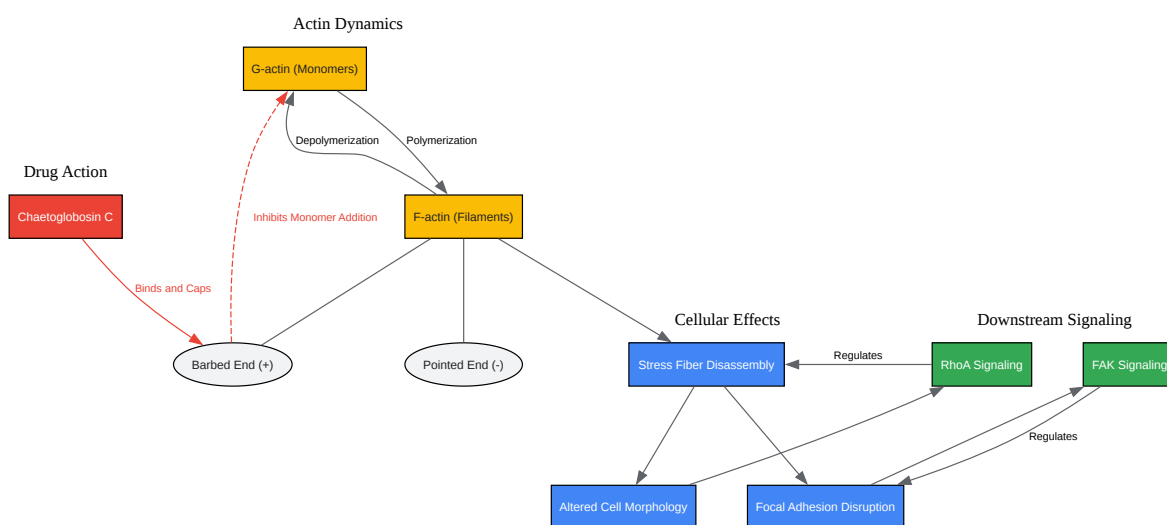 Actin Dynamics
G-actin (Monomers)
Depolymerization
Polymerization
Drug Action
Chaetoglobosin C
Inhibits Monomer Addition
F-actin (Filaments)
Binds and Caps
Cellular Effects
Downstream Signaling
Barbed End (+)
Pointed End (-)
Stress Fiber Disassembly
Regulates
RhoA Signaling
FAK Signaling
Regulates
Altered Cell Morphology
Focal Adhesion Disruption